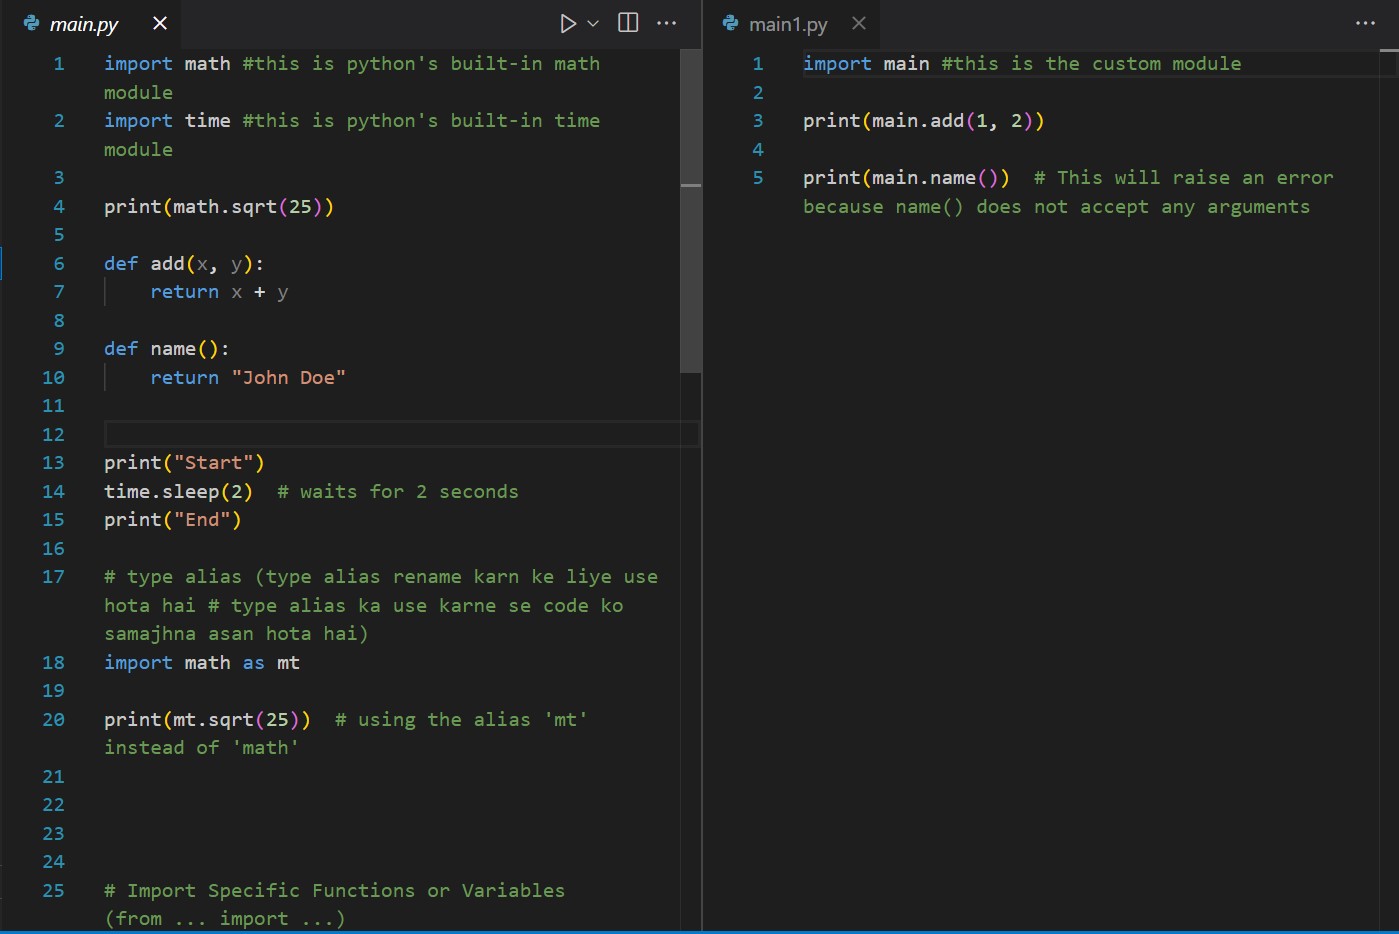 main.py
1 import math #this is python's built-in math
module
2 import time #this is python's built-in time
module
3
4 print(math.sqrt(25))
5
6 def add(x, y):
7     return x + y
8
9 def name():
10     return "John Doe"
11
12
13 print("Start")
14 time.sleep(2)  # waits for 2 seconds
15 print("End")
16
17 # type alias (type alias rename karn ke liye use
hota hai # type alias ka use karne se code ko
samajhna asan hota hai)
18 import math as mt
19
20 print(mt.sqrt(25))  # using the alias 'mt'
instead of 'math'
21
22
23
24
25 # Import Specific Functions or Variables
(from ... import ...)
main1.py
1 import main #this is the custom module
2
3 print(main.add(1, 2))
4
5 print(main.name())  # This will raise an error
because name() does not accept any arguments